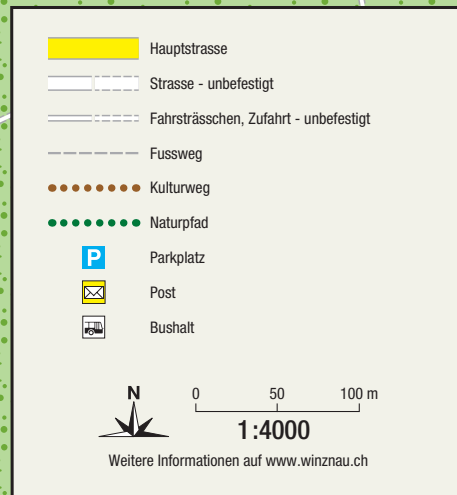 Hauptstrasse
Strasse - unbefestigt
Fahrsträsschen, Zufahrt - unbefestigt
Fussweg
Kulturweg
Naturpfad
P Parkplatz
Post
Bushalt
N 0 50 100 m
1:4000
Weitere Informationen auf www.winznau.ch